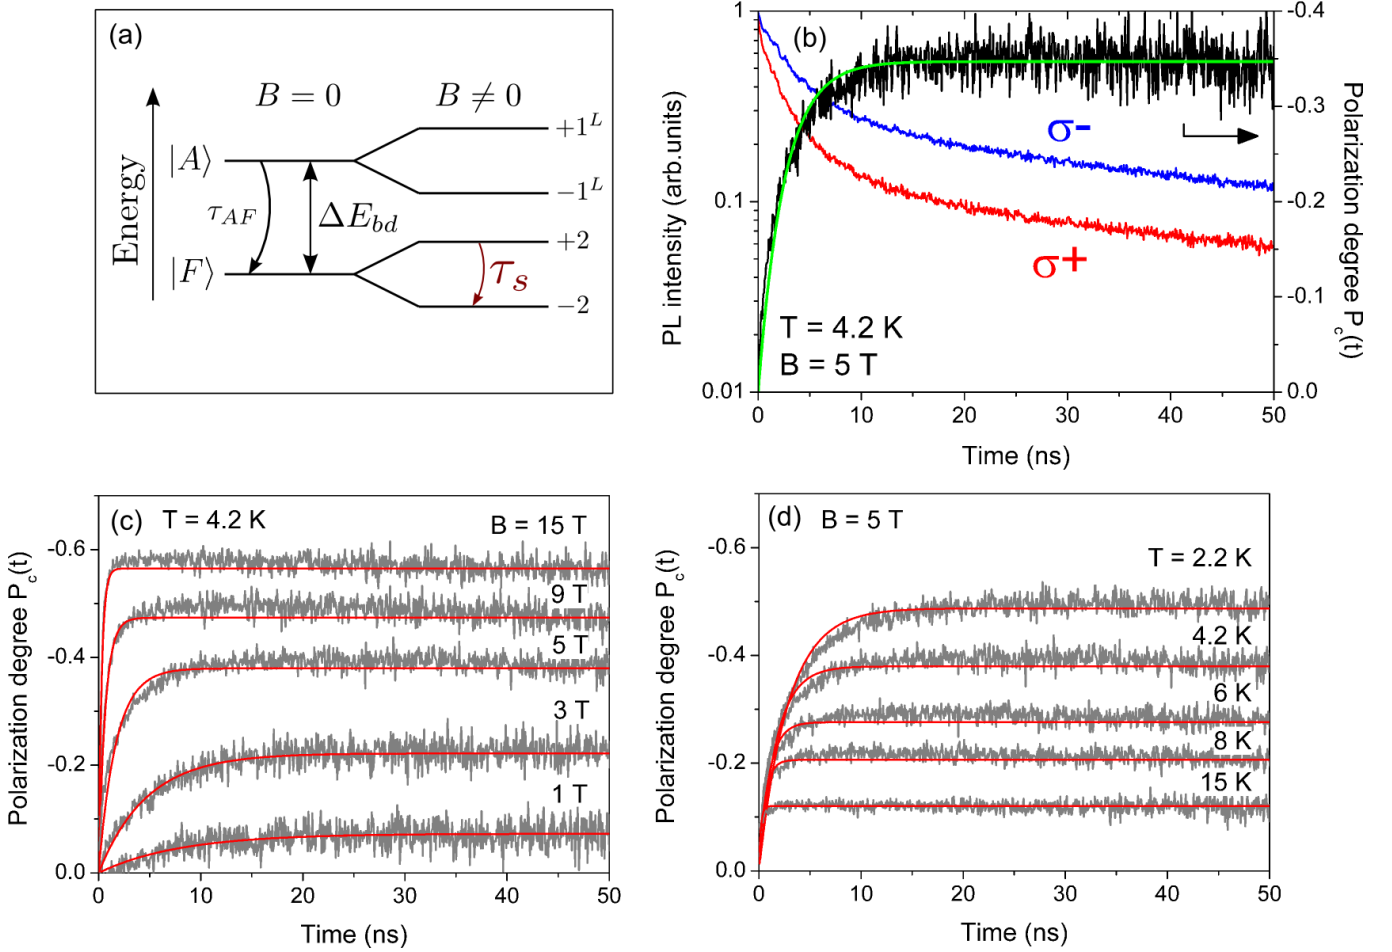 (a)
B = 0
B ≠ 0
Energy
|A⟩
|F⟩
τ_AF
ΔE_bd
+1^L
−1^L
+2
−2
τ_s
(b)
PL intensity (arb.units)
1
0.1
0.01
σ-
σ+
T = 4.2 K
B = 5 T
-0.4
-0.3
-0.2
-0.1
0.0
Polarization degree P_c(t)
0 10 20 30 40 50
Time (ns)
(c)
T = 4.2 K
B = 15 T
9 T
5 T
3 T
1 T
Polarization degree P_c(t)
-0.6
-0.4
-0.2
0.0
0 10 20 30 40 50
Time (ns)
(d)
B = 5 T
T = 2.2 K
4.2 K
6 K
8 K
15 K
Polarization degree P_c(t)
-0.6
-0.4
-0.2
0.0
0 10 20 30 40 50
Time (ns)